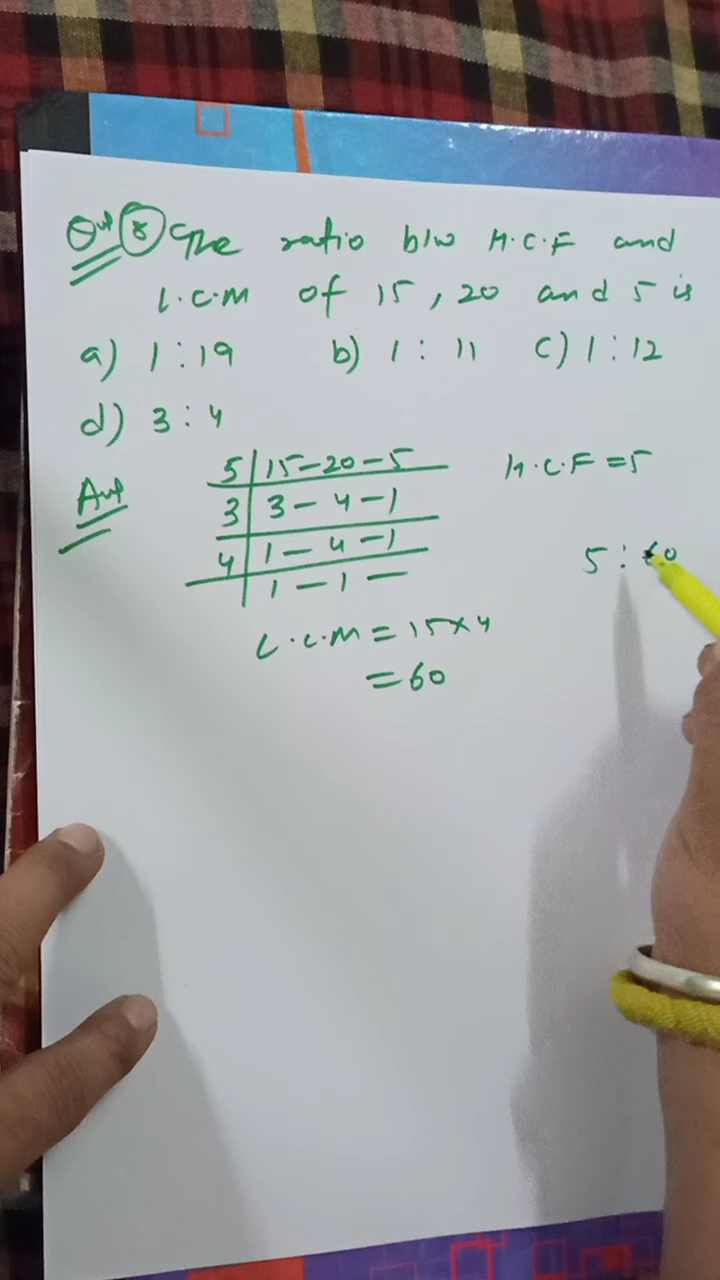 Ques 8 The ratio b/w H.C.F and
L.C.M of 15, 20 and 5 is
a) 1:19 b) 1:11 c) 1:12
d) 3:4
Ans
5 | 15-20-5
3 | 3-4-1
4 | 1-4-1
1-1-
H.C.F = 5
5:60
L.C.M = 15×4
= 60